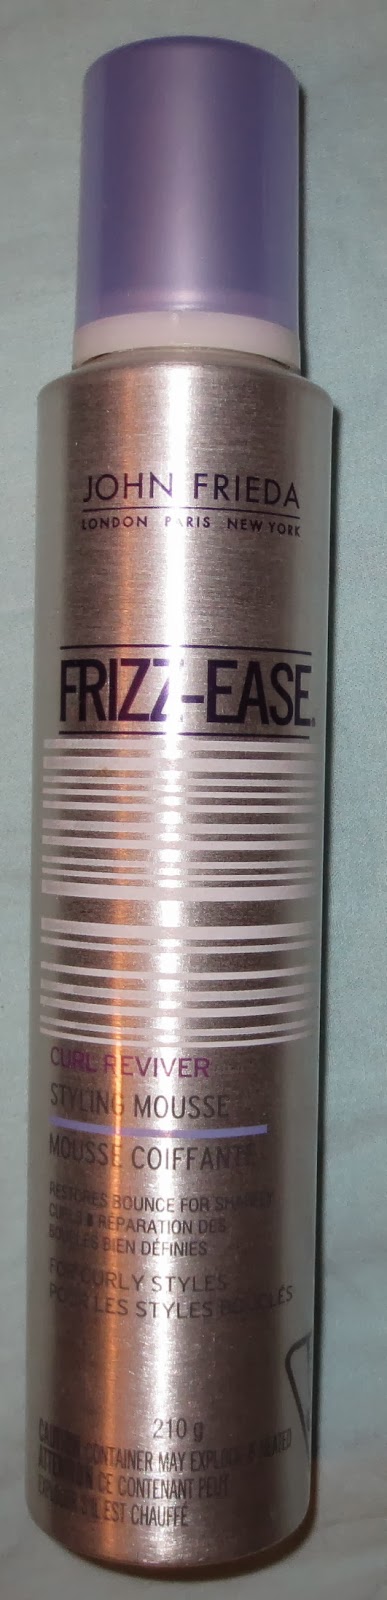 JOHN FRIEDA
LONDON PARIS NEW YORK
FRIZZ-EASE®
CURL REVIVER
STYLING MOUSSE
MOUSSE COIFFANTE
RESTORES BOUNCE FOR SHAPELY
CURLS & RÉPARATION DES
BOUCLES BIEN DÉFINIES
FOR CURLY STYLES
POUR LES STYLES BOUCLÉS
210 g
CAUTION CONTAINER MAY EXPLODE IF HEATED
ATTENTION CE CONTENANT PEUT
EXPLOSER S'IL EST CHAUFFÉ